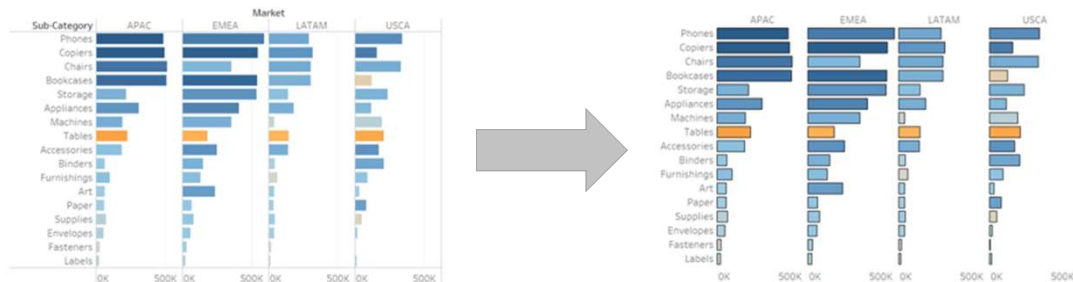 Market
Sub-Category APAC EMEA LATAM USCA
Phones
Copiers
Chairs
Bookcases
Storage
Appliances
Machines
Tables
Accessories
Binders
Furnishings
Art
Paper
Supplies
Envelopes
Fasteners
Labels
0K 500K 0K 500K 0K 500K 0K 500K
APAC EMEA LATAM USCA
Phones
Copiers
Chairs
Bookcases
Storage
Appliances
Machines
Tables
Accessories
Binders
Furnishings
Art
Paper
Supplies
Envelopes
Fasteners
Labels
0K 500K 0K 500K 0K 500K 0K 500K